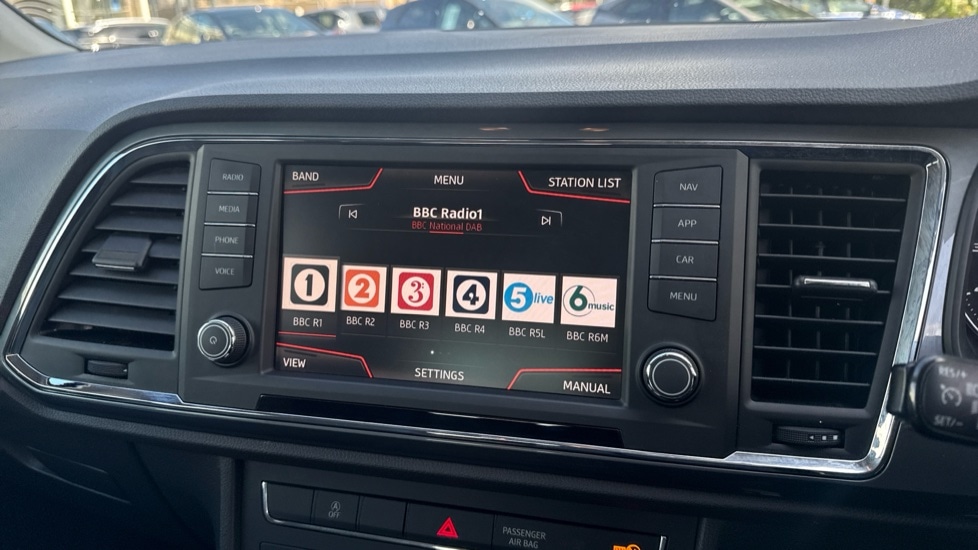 RADIO
MEDIA
PHONE
VOICE
BAND
MENU
STATION LIST
BBC Radio1
BBC National DAB
1
2
3
4
5 live
6 music
BBC R1
BBC R2
BBC R3
BBC R4
BBC R5L
BBC R6M
VIEW
SETTINGS
MANUAL
NAV
APP
CAR
MENU
RES/+
SET/-
A
OFF
PASSENGER
AIR BAG